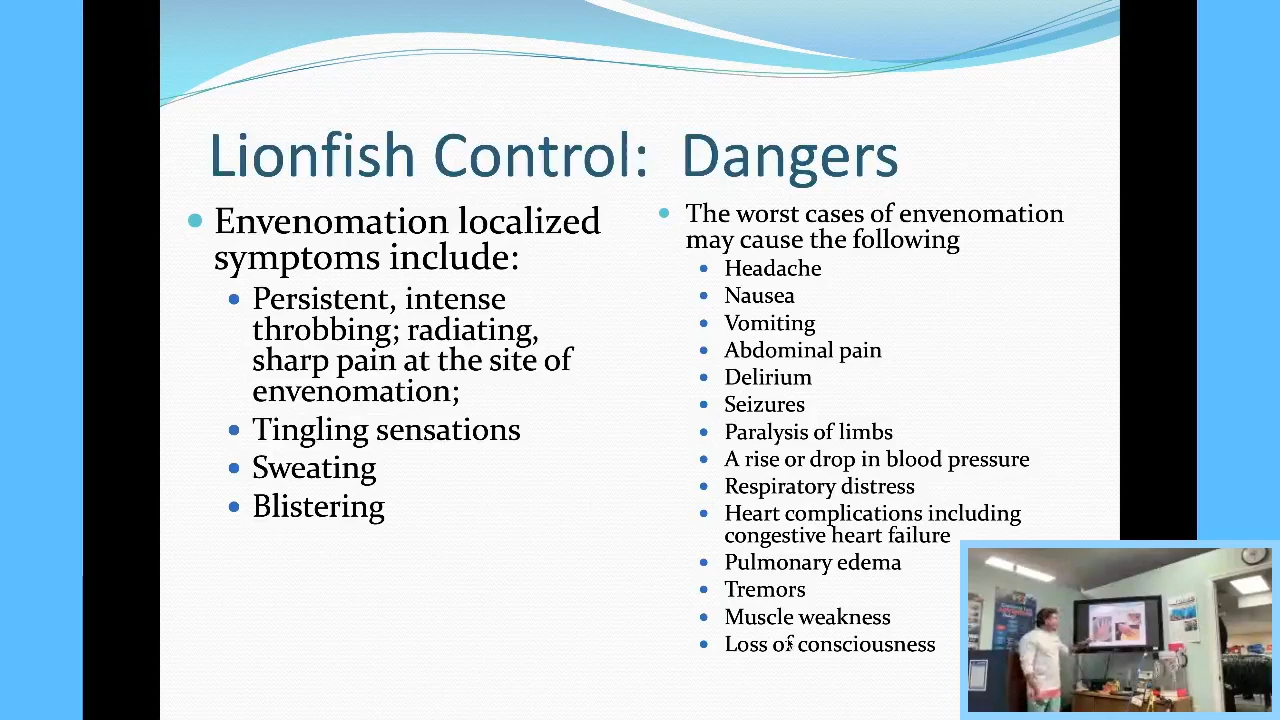 Lionfish Control:  Dangers
Envenomation localized
symptoms include:
Persistent, intense
throbbing; radiating,
sharp pain at the site of
envenomation;
Tingling sensations
Sweating
Blistering
The worst cases of envenomation
may cause the following
Headache
Nausea
Vomiting
Abdominal pain
Delirium
Seizures
Paralysis of limbs
A rise or drop in blood pressure
Respiratory distress
Heart complications including
congestive heart failure
Pulmonary edema
Tremors
Muscle weakness
Loss of consciousness